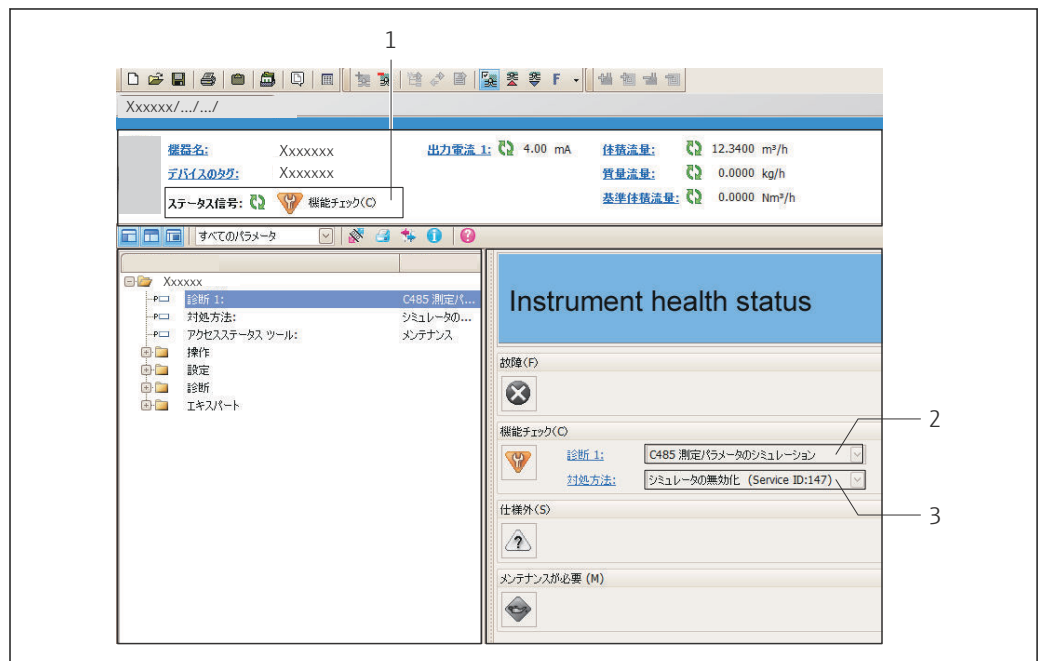 1
F
Xxxxxx/.../.../
機器名: Xxxxxxx 出力電流 1: 4.00 mA 体積流量: 12.3400 m³/h
デバイスのタグ: Xxxxxxx 質量流量: 0.0000 kg/h
ステータス信号: 機能チェック(C) 基準体積流量: 0.0000 Nm³/h
すべてのパラメータ
Xxxxxx
診断 1: C485 測定パ...
対処方法: シミュレータの...
アクセスステータス ツール: メンテナンス
操作
設定
診断
エキスパート
Instrument health status
故障(F)
機能チェック(C)
診断 1: C485 測定パラメータのシミュレーション
2
対処方法: シミュレータの無効化 (Service ID:147)
3
仕様外(S)
メンテナンスが必要 (M)